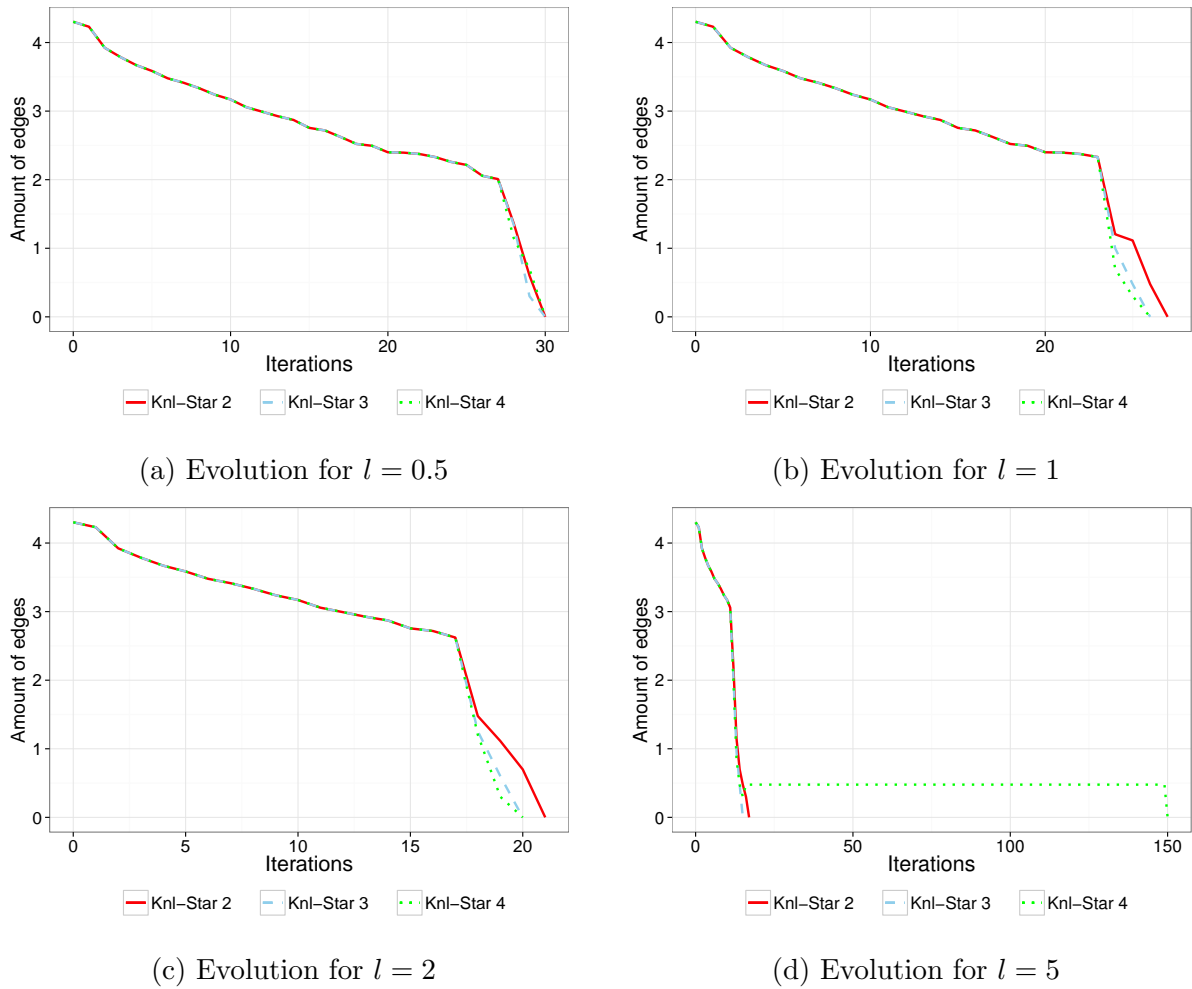 Amount of edges
4
3
2
1
0
0 10 20 30
Iterations
Knl-Star 2 Knl-Star 3 Knl-Star 4
(a) Evolution for l = 0.5
Amount of edges
4
3
2
1
0
0 10 20
Iterations
Knl-Star 2 Knl-Star 3 Knl-Star 4
(b) Evolution for l = 1
Amount of edges
4
3
2
1
0
0 5 10 15 20
Iterations
Knl-Star 2 Knl-Star 3 Knl-Star 4
(c) Evolution for l = 2
Amount of edges
4
3
2
1
0
0 50 100 150
Iterations
Knl-Star 2 Knl-Star 3 Knl-Star 4
(d) Evolution for l = 5